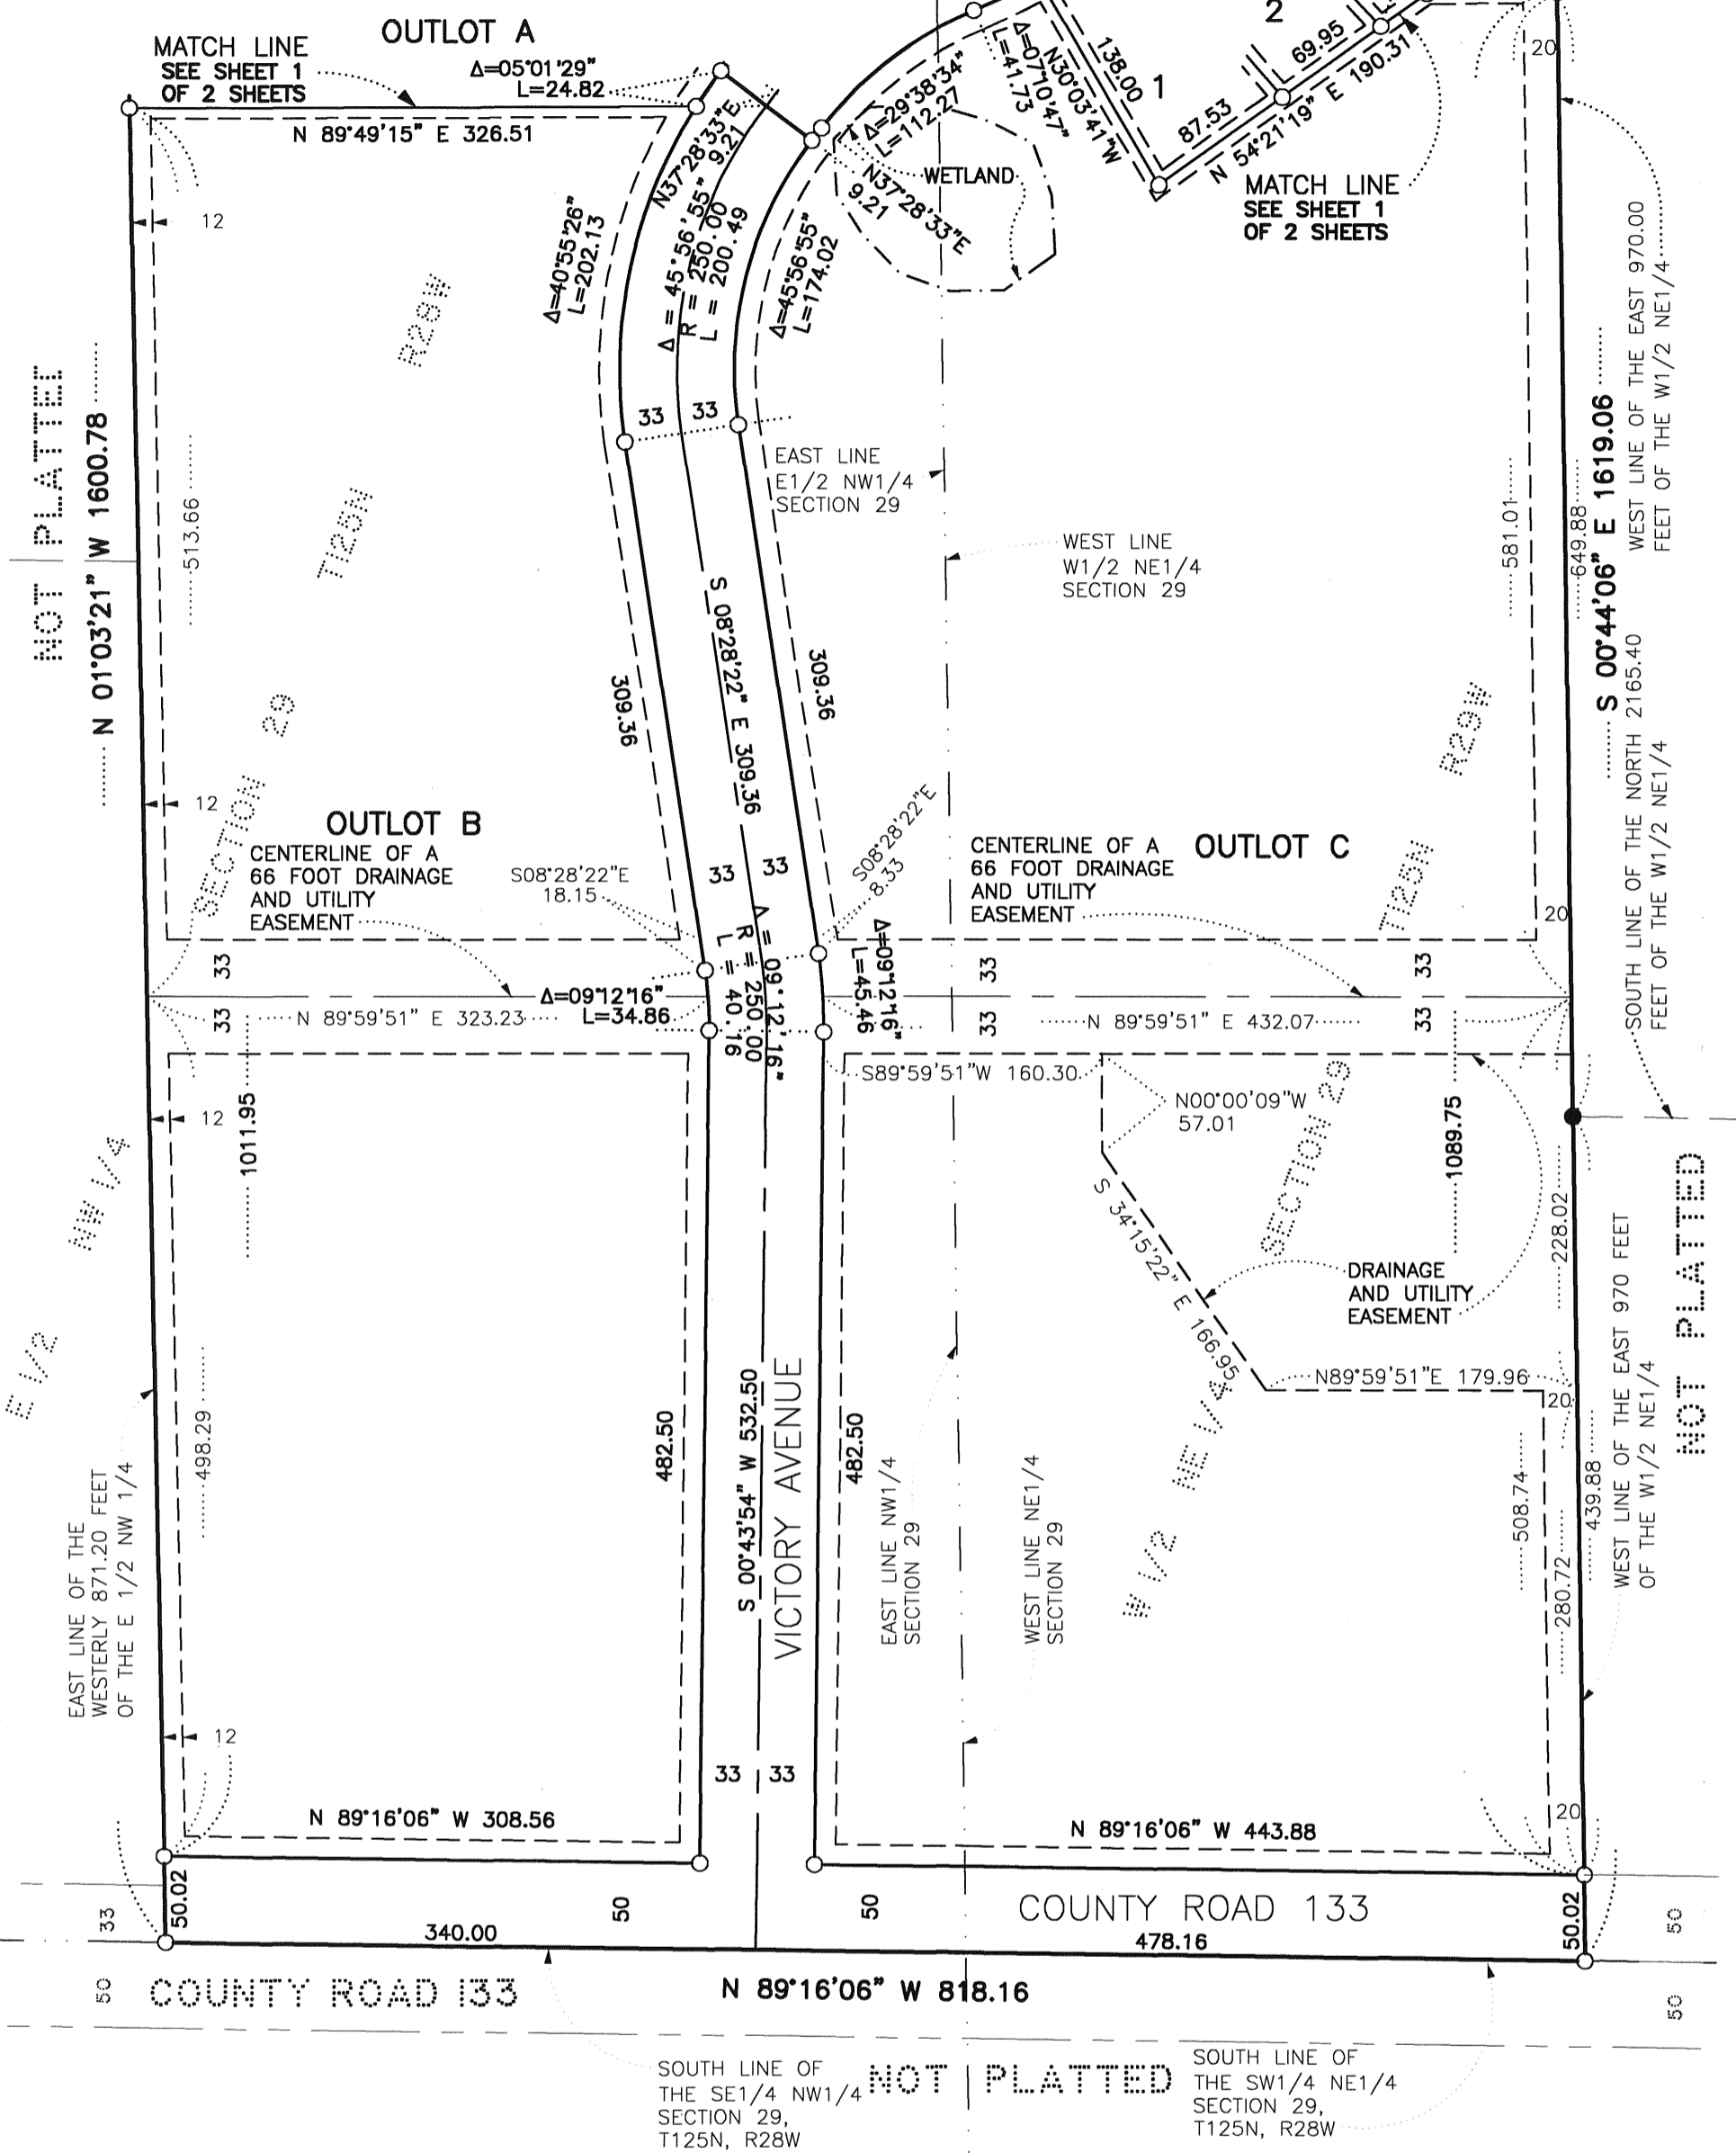 OUTLOT A
MATCH LINE
SEE SHEET 1
OF 2 SHEETS
Δ=05°01'29"
L=24.82
N 89°49'15" E 326.51
N37°28'33"E
9.21
Δ=40°55'26"
L=202.13
Δ = 45°56'55"
R = 250.00
L = 200.49
Δ=45°56'55"
L=174.02
Δ=29°38'34"
L=112.27
Δ=07°10'47"
L=41.73
N30°03'41"W
138.00
1
2
87.53
69.95
N 54°21'19" E 190.31
WETLAND
N37°28'33"E
9.21
MATCH LINE
SEE SHEET 1
OF 2 SHEETS
20
12
R28W
T125N
SECTION 29
NOT PLATTED
N 01°03'21" W 1600.78
513.66
33
33
EAST LINE
E1/2 NW1/4
SECTION 29
WEST LINE
W1/2 NE1/4
SECTION 29
581.01
649.88
S 00°44'06" E 1619.06
WEST LINE OF THE EAST 970.00
FEET OF THE W1/2 NE1/4
SOUTH LINE OF THE NORTH 2165.40
FEET OF THE W1/2 NE1/4
309.36
S 08°28'22" E 309.36
309.36
R29W
T125N
12
OUTLOT B
CENTERLINE OF A
66 FOOT DRAINAGE
AND UTILITY
EASEMENT
S08°28'22"E
18.15
33
33
S08°28'22"E
8.33
CENTERLINE OF A
66 FOOT DRAINAGE
AND UTILITY
EASEMENT
OUTLOT C
20
33
33
Δ=09°12'16"
L=34.86
N 89°59'51" E 323.23
Δ = 09°12'16"
R = 250.00
L = 40.16
Δ=09°12'16"
L=45.46
33
33
33
33
N 89°59'51" E 432.07
S89°59'51"W 160.30
N00°00'09"W
57.01
12
1011.95
1089.75
SECTION 29
S 34°15'22" E 166.95
DRAINAGE
AND UTILITY
EASEMENT
228.02
N89°59'51"E 179.96
20
NOT PLATTED
E 1/2 NW 1/4
498.29
482.50
S 00°43'54" W 532.50
VICTORY AVENUE
482.50
EAST LINE NW1/4
SECTION 29
WEST LINE NE1/4
SECTION 29
W 1/2 NE 1/4
508.74
280.72
439.88
WEST LINE OF THE EAST 970 FEET
OF THE W1/2 NE1/4
EAST LINE OF THE
WESTERLY 871.20 FEET
OF THE E 1/2 NW 1/4
12
33
33
N 89°16'06" W 308.56
N 89°16'06" W 443.88
20
50.02
33
50
50
COUNTY ROAD 133
50.02
50
340.00
478.16
50
COUNTY ROAD 133
N 89°16'06" W 818.16
50
SOUTH LINE OF
THE SE1/4 NW1/4
SECTION 29,
T125N, R28W
NOT PLATTED
SOUTH LINE OF
THE SW1/4 NE1/4
SECTION 29,
T125N, R28W